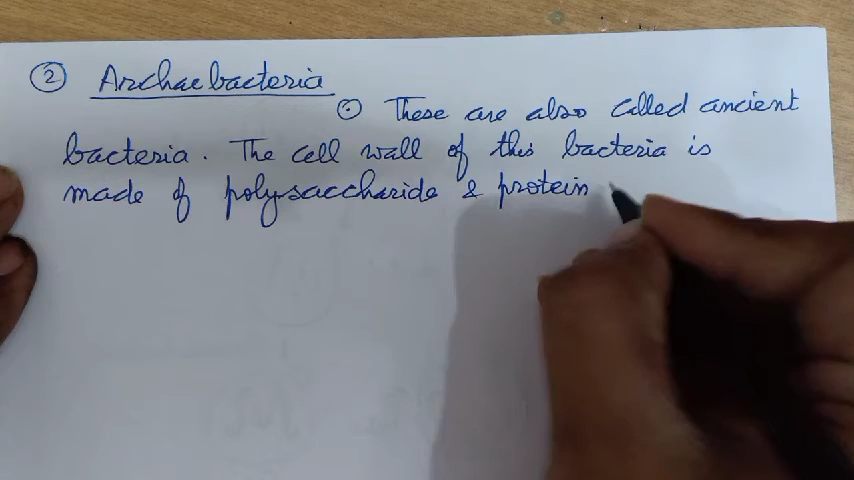 ② Archaebacteria
⊙ These are also called ancient
bacteria. The cell wall of this bacteria is
made of polysaccharide & protein